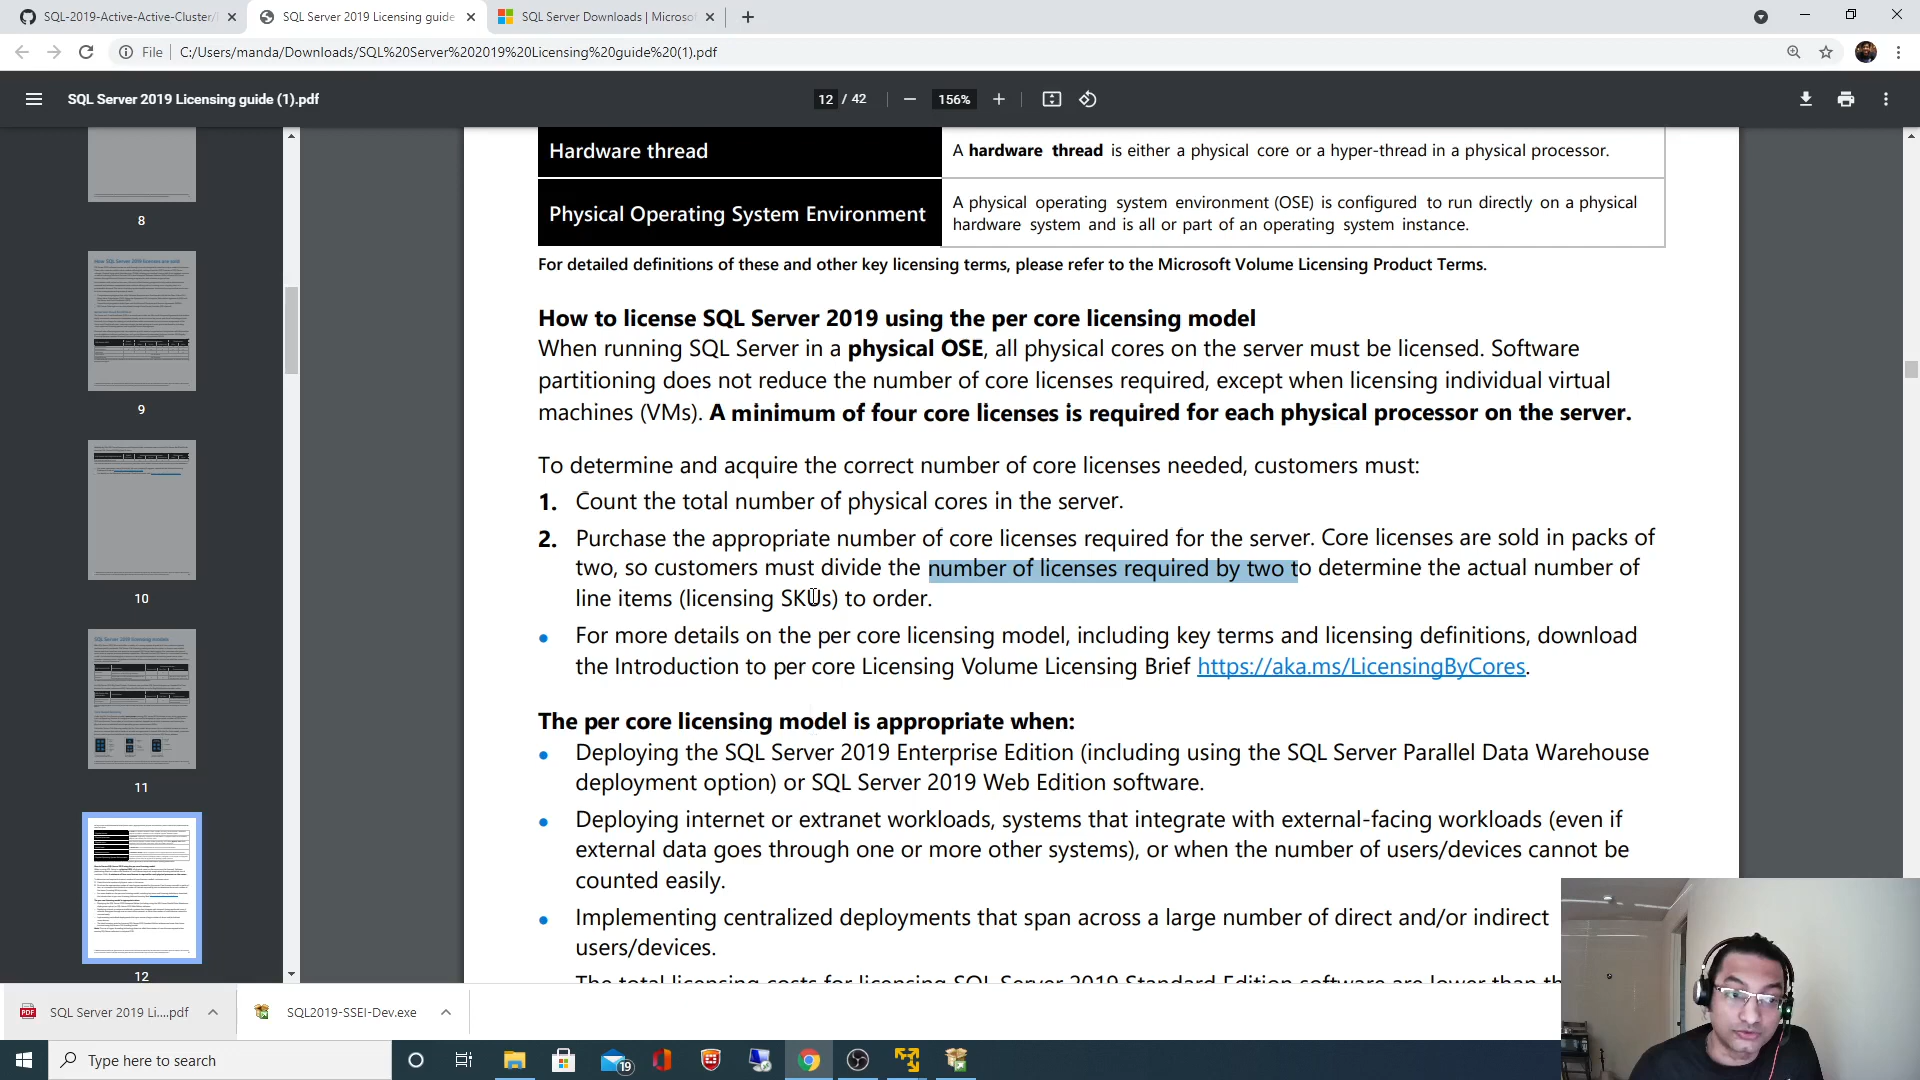 SQL-2019-Active-Active-Cluster/
SQL Server 2019 Licensing guide
SQL Server Downloads | Microso
File
C:/Users/manda/Downloads/SQL%20Server%202019%20Licensing%20guide%20(1).pdf
SQL Server 2019 Licensing guide (1).pdf
12 / 42
156%
8
9
10
11
12
Hardware thread
A hardware thread is either a physical core or a hyper-thread in a physical processor.
Physical Operating System Environment
A physical operating system environment (OSE) is configured to run directly on a physical
hardware system and is all or part of an operating system instance.
For detailed definitions of these and other key licensing terms, please refer to the Microsoft Volume Licensing Product Terms.
How to license SQL Server 2019 using the per core licensing model
When running SQL Server in a physical OSE, all physical cores on the server must be licensed. Software
partitioning does not reduce the number of core licenses required, except when licensing individual virtual
machines (VMs). A minimum of four core licenses is required for each physical processor on the server.
To determine and acquire the correct number of core licenses needed, customers must:
1. Count the total number of physical cores in the server.
2. Purchase the appropriate number of core licenses required for the server. Core licenses are sold in packs of
two, so customers must divide the number of licenses required by two to determine the actual number of
line items (licensing SKUs) to order.
• For more details on the per core licensing model, including key terms and licensing definitions, download
the Introduction to per core Licensing Volume Licensing Brief https://aka.ms/LicensingByCores.
The per core licensing model is appropriate when:
• Deploying the SQL Server 2019 Enterprise Edition (including using the SQL Server Parallel Data Warehouse
deployment option) or SQL Server 2019 Web Edition software.
• Deploying internet or extranet workloads, systems that integrate with external-facing workloads (even if
external data goes through one or more other systems), or when the number of users/devices cannot be
counted easily.
• Implementing centralized deployments that span across a large number of direct and/or indirect
users/devices.
The total licensing costs for licensing SQL Server 2019 Standard Edition software are lower than th
SQL Server 2019 Li....pdf
SQL2019-SSEI-Dev.exe
Type here to search
19